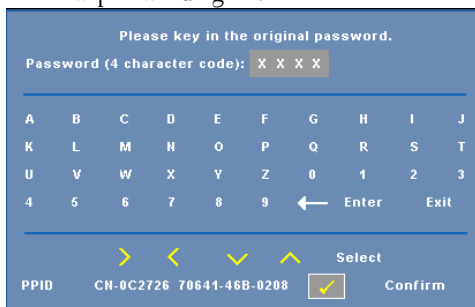 Please key in the original password.
Password (4 character code): X X X X
A B C D E F G H I J
K L M N O P Q R S T
U V W X Y Z 0 1 2 3
4 5 6 7 8 9 ← Enter Exit
Select
PPID CN-0C2726 70641-46B-0208 ✓ Confirm